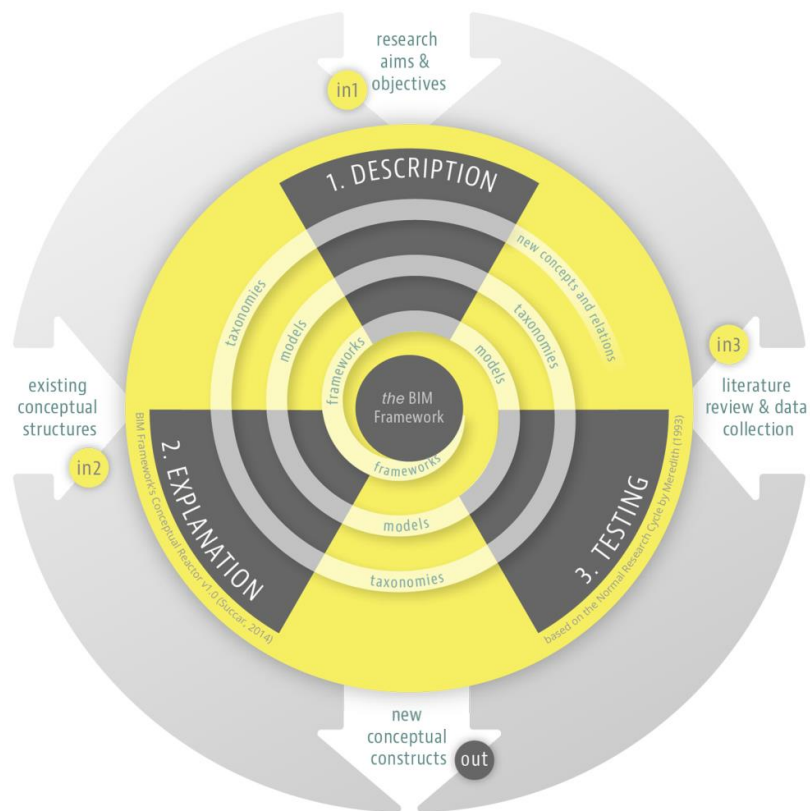 research
aims &
objectives
in1
1. DESCRIPTION
new concepts and relations
taxonomies
models
frameworks
taxonomies
models
in3
literature
review & data
collection
existing
conceptual
structures
in2
the BIM
Framework
frameworks
models
taxonomies
2. EXPLANATION
3. TESTING
BIM Framework's Conceptual Reactor v1.0 (Succar, 2014)
based on the Normal Research Cycle by Meredith (1993)
new
conceptual
constructs
out